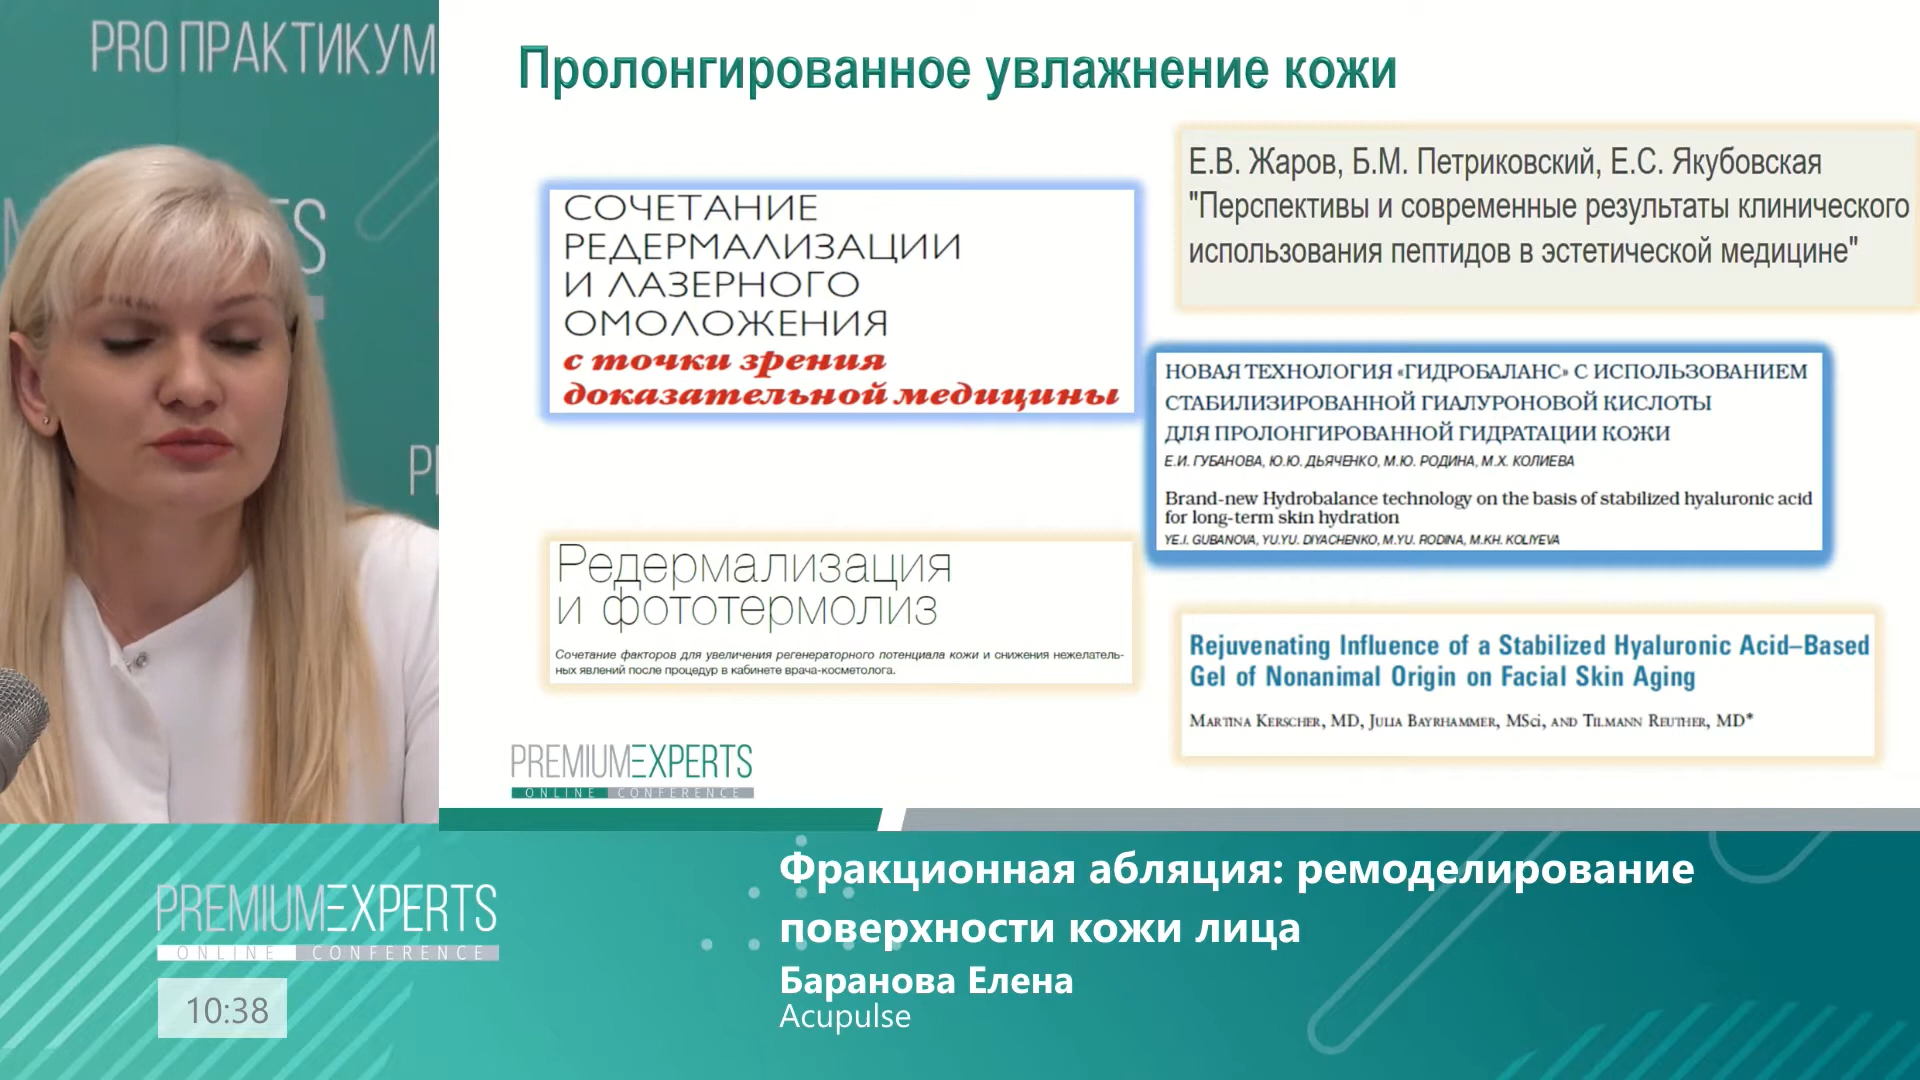 PRO ПРАКТИКУМ
Пролонгированное увлажнение кожи
СОЧЕТАНИЕ
РЕДЕРМАЛИЗАЦИИ
И ЛАЗЕРНОГО
ОМОЛОЖЕНИЯ
с точки зрения
доказательной медицины
Е.В. Жаров, Б.М. Петриковский, Е.С. Якубовская
"Перспективы и современные результаты клинического
использования пептидов в эстетической медицине"
НОВАЯ ТЕХНОЛОГИЯ «ГИДРОБАЛАНС» С ИСПОЛЬЗОВАНИЕМ
СТАБИЛИЗИРОВАННОЙ ГИАЛУРОНОВОЙ КИСЛОТЫ
ДЛЯ ПРОЛОНГИРОВАННОЙ ГИДРАТАЦИИ КОЖИ
Е.И. ГУБАНОВА, Ю.Ю. ДЬЯЧЕНКО, М.Ю. РОДИНА, М.Х. КОЛИЕВА
Brand-new Hydrobalance technology on the basis of stabilized hyaluronic acid
for long-term skin hydration
YE.I. GUBANOVA, YU.YU. DIYACHENKO, M.YU. RODINA, M.KH. KOLIYEVA
Редермализация
и фототермолиз
Сочетание факторов для увеличения регенераторного потенциала кожи и снижения нежелатель-
ных явлений после процедур в кабинете врача-косметолога.
Rejuvenating Influence of a Stabilized Hyaluronic Acid–Based
Gel of Nonanimal Origin on Facial Skin Aging
MARTINA KERSCHER, MD, JULIA BAYRHAMMER, MSci, AND TILMANN REUTHER, MD*
PREMIUMEXPERTS
ONLINE CONFERENCE
Фракционная абляция: ремоделирование
поверхности кожи лица
Баранова Елена
Acupulse
PREMIUMEXPERTS
ONLINE CONFERENCE
10:38